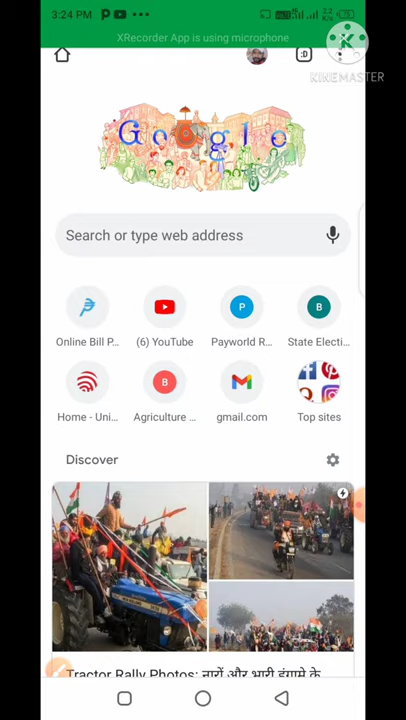 3:24 PM
XRecorder App is using microphone
KINEMASTER
:D
Google
Search or type web address
Online Bill P...
(6) YouTube
Payworld R...
State Electi...
Home - Uni...
Agriculture ...
gmail.com
Top sites
Discover
Tractor Rally Photos: नारों और भारी हंगामे के